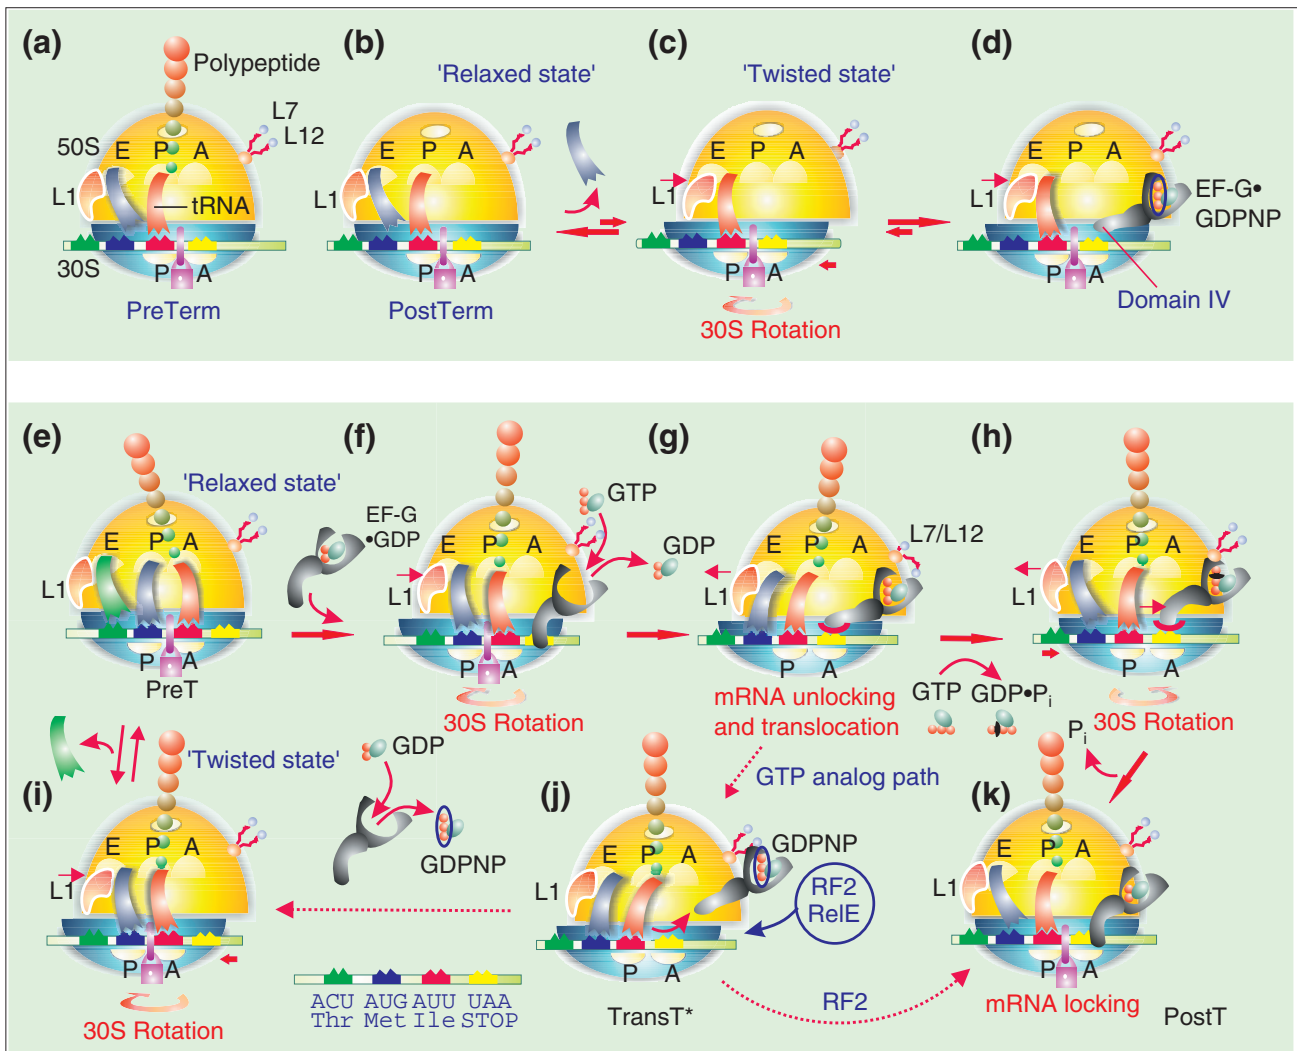 (a)
Polypeptide
L7
L12
50S
E P A
L1
tRNA
30S
P A
PreTerm
(b)
'Relaxed state'
E P A
L1
P A
PostTerm
(c)
'Twisted state'
E P A
L1
P A
30S Rotation
(d)
E P A
L1
EF-G•
GDPNP
P A
Domain IV
(e)
'Relaxed state'
E P A
L1
P A
PreT
EF-G
•GDP
(f)
GTP
GDP
E P A
L1
P A
30S Rotation
(g)
L7/L12
E P A
L1
P A
mRNA unlocking
and translocation
GTP GDP•Pi
(h)
E P A
L1
P A
30S Rotation
Pi
(i)
'Twisted state'
E P A
L1
P A
30S Rotation
GDP
GDPNP
ACU AUG AUU UAA
Thr Met Ile STOP
(j)
GTP analog path
E P A
L1
GDPNP
RF2
RelE
P A
TransT*
RF2
(k)
E P A
L1
P A
mRNA locking
PostT